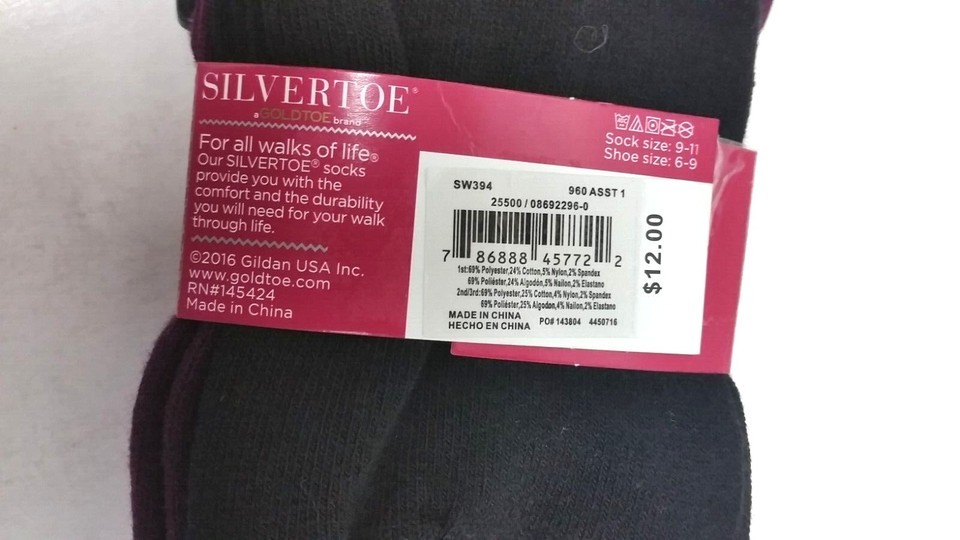 SILVERTOE®
a GOLDTOE brand
For all walks of life®
Our SILVERTOE® socks
provide you with the
comfort and the durability
you will need for your walk
through life.
©2016 Gildan USA Inc.
www.goldtoe.com
RN#145424
Made in China
Sock size: 9-11
Shoe size: 6-9
SW394 960 ASST 1
25500 / 08692296-0
7 86888 45772 2
1st:69% Polyester,24% Cotton,5% Nylon,2% Spandex
69% Poliéster,24% Algodón,5% Nailon,2% Elastano
2nd/3rd:69% Polyester,25% Cotton,4% Nylon,2% Spandex
69% Poliéster,25% Algodon,4% Nailon,2% Elastano
MADE IN CHINA
HECHO EN CHINA PO# 143804 4450716
$12.00